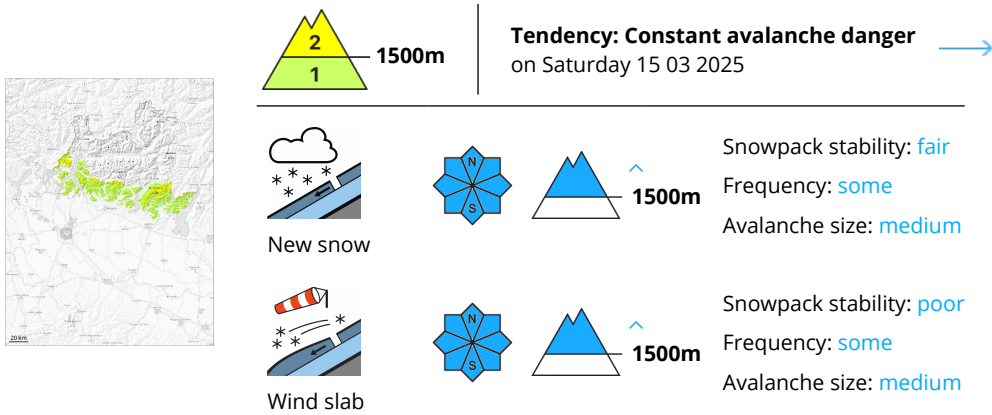 2
1
1500m
Tendency: Constant avalanche danger
on Saturday 15 03 2025
20 km
New snow
N
S
1500m
Snowpack stability: fair
Frequency: some
Avalanche size: medium
Wind slab
N
S
1500m
Snowpack stability: poor
Frequency: some
Avalanche size: medium